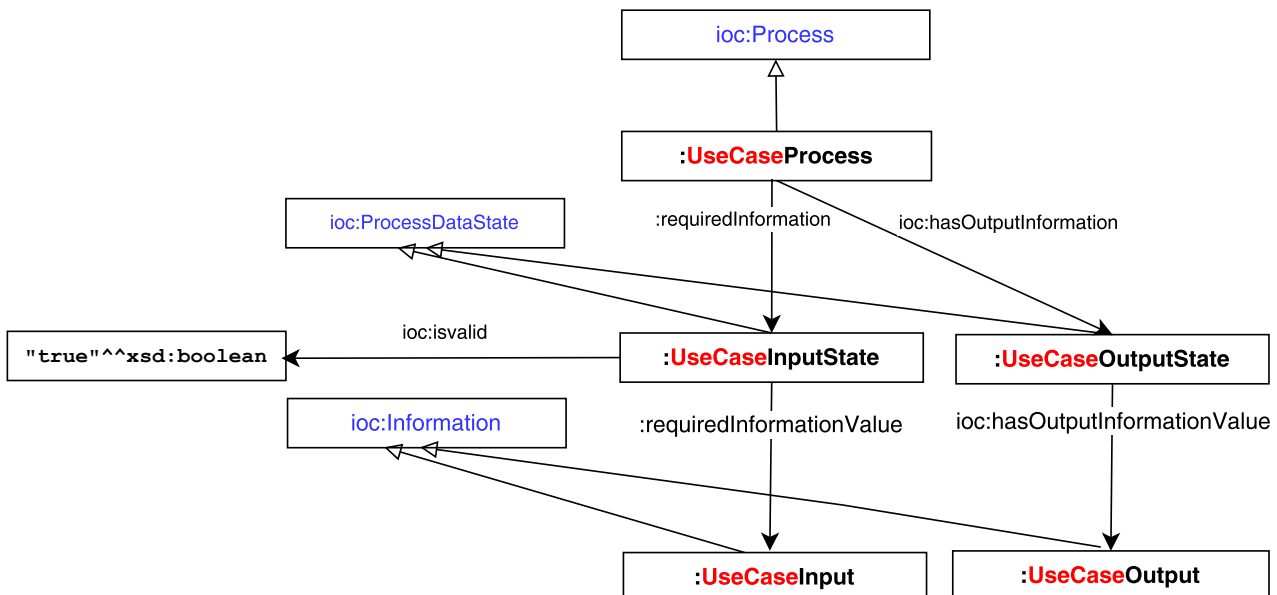 ioc:Process
:UseCaseProcess
ioc:ProcessDataState
:requiredInformation
ioc:hasOutputInformation
ioc:isvalid
"true"^^xsd:boolean
:UseCaseInputState
:UseCaseOutputState
ioc:Information
:requiredInformationValue
ioc:hasOutputInformationValue
:UseCaseInput
:UseCaseOutput